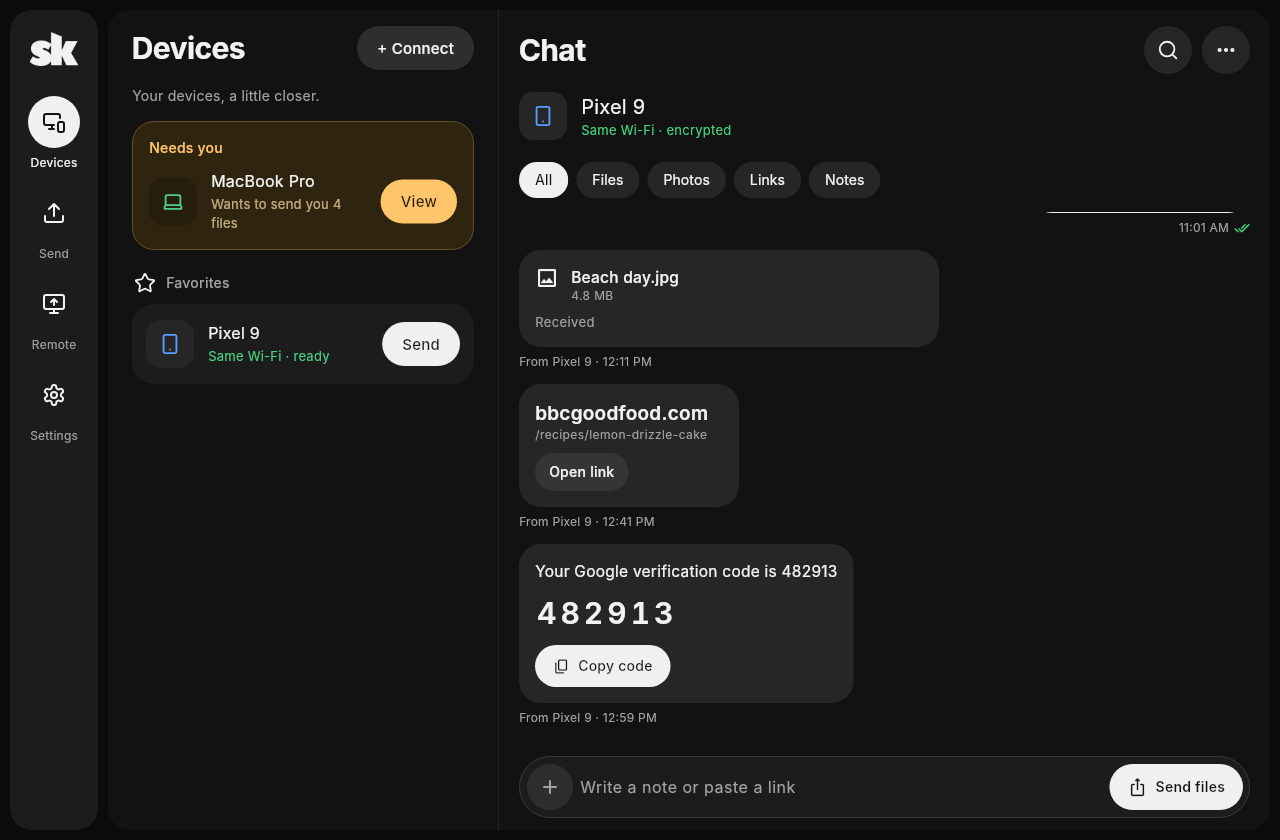 sk
Devices
Send
Remote
Settings
Devices
+ Connect
Your devices, a little closer.
Needs you
MacBook Pro
Wants to send you 4
files
View
Favorites
Pixel 9
Same Wi-Fi · ready
Send
Chat
Pixel 9
Same Wi-Fi · encrypted
All
Files
Photos
Links
Notes
11:01 AM
Beach day.jpg
4.8 MB
Received
From Pixel 9 · 12:11 PM
bbcgoodfood.com
/recipes/lemon-drizzle-cake
Open link
From Pixel 9 · 12:41 PM
Your Google verification code is 482913
482913
Copy code
From Pixel 9 · 12:59 PM
Write a note or paste a link
Send files